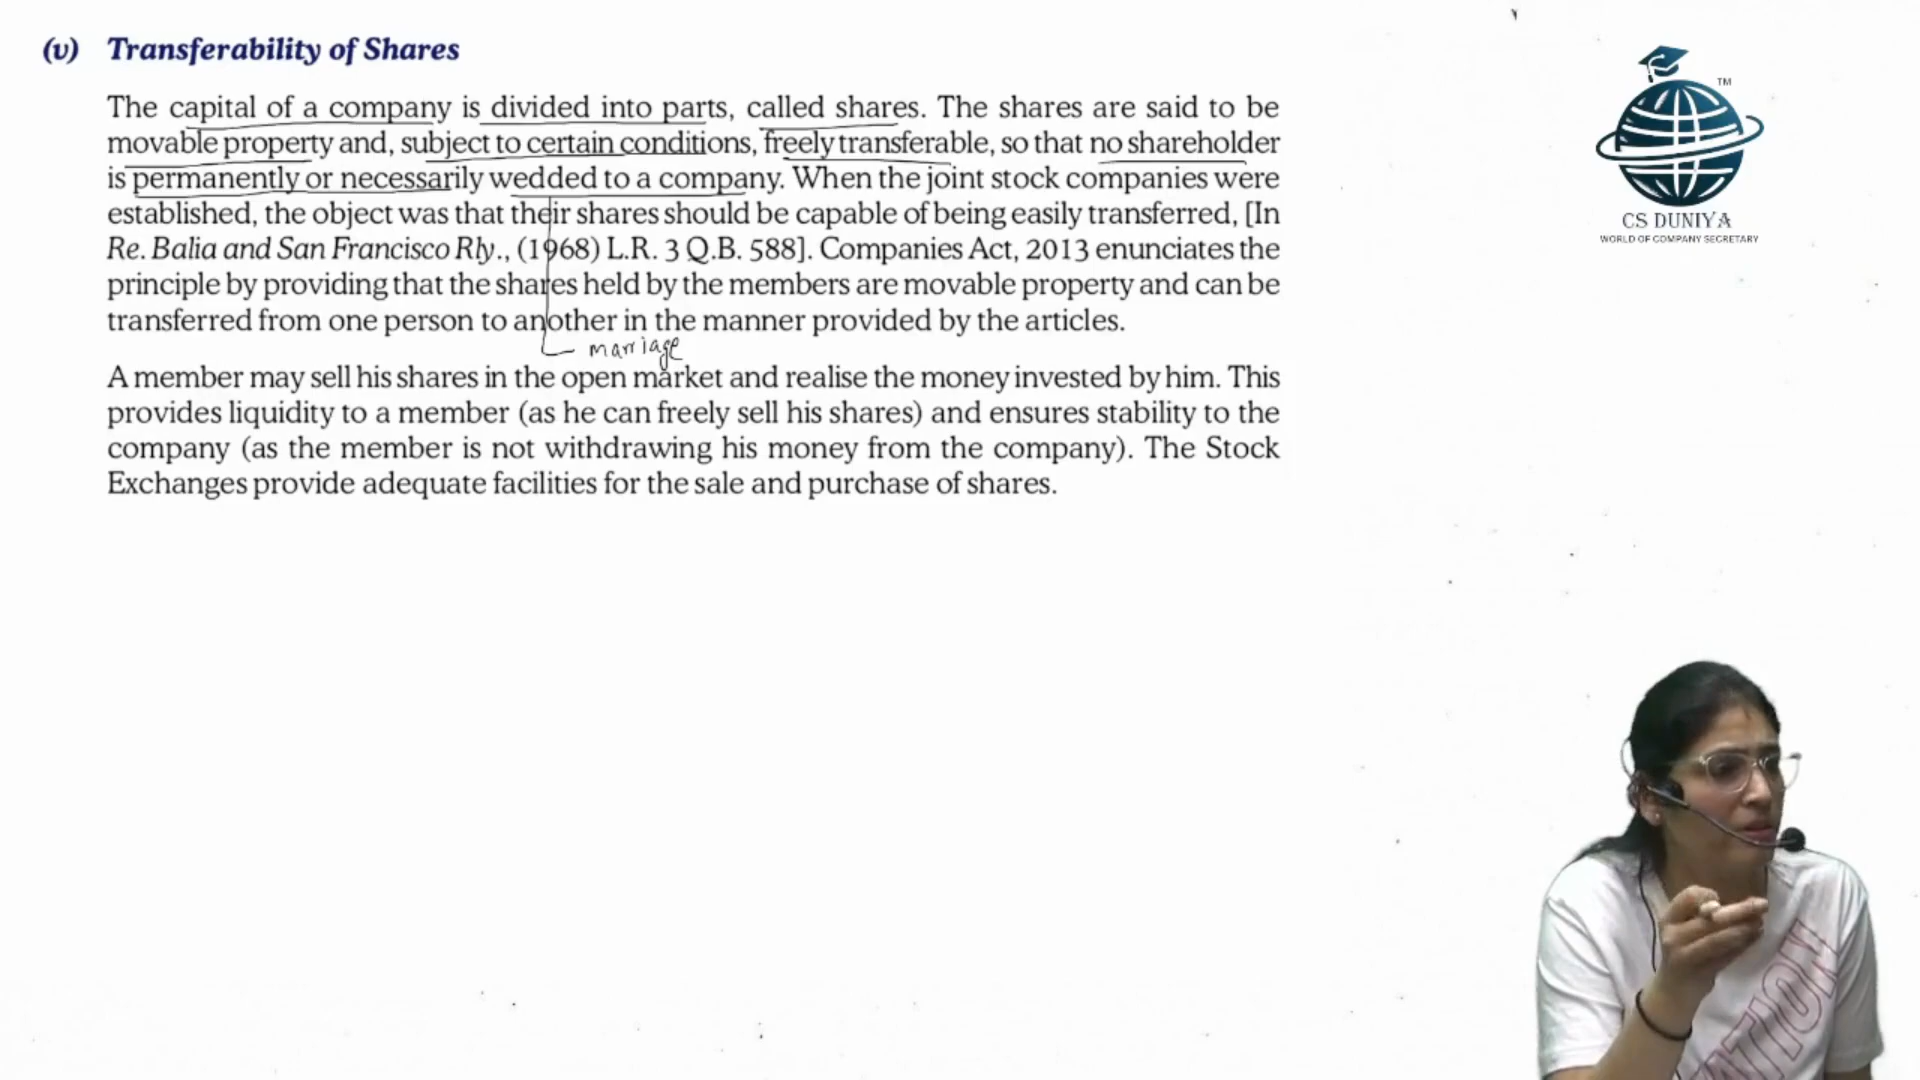 (v) Transferability of Shares
The capital of a company is divided into parts, called shares. The shares are said to be
movable property and, subject to certain conditions, freely transferable, so that no shareholder
is permanently or necessarily wedded to a company. When the joint stock companies were
established, the object was that their shares should be capable of being easily transferred, [In
Re. Balia and San Francisco Rly., (1968) L.R. 3 Q.B. 588]. Companies Act, 2013 enunciates the
principle by providing that the shares held by the members are movable property and can be
transferred from one person to another in the manner provided by the articles.
marriage
A member may sell his shares in the open market and realise the money invested by him. This
provides liquidity to a member (as he can freely sell his shares) and ensures stability to the
company (as the member is not withdrawing his money from the company). The Stock
Exchanges provide adequate facilities for the sale and purchase of shares.
TM
CS DUNIYA
WORLD OF COMPANY SECRETARY